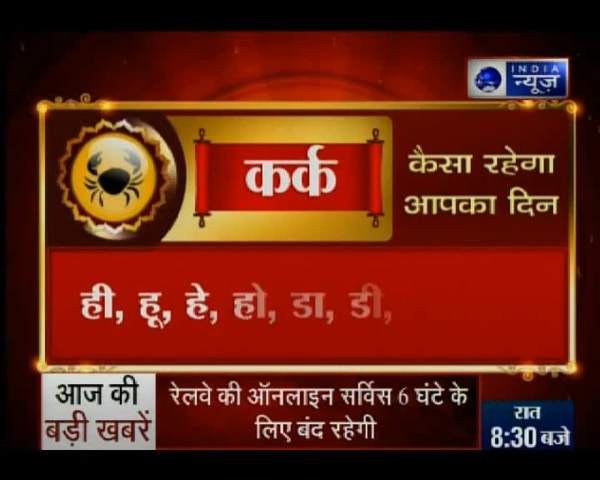 INDIA
न्यूज़
कर्क
कैसा रहेगा
आपका दिन
ही, हू, हे, हो, डा, डी,
आज की
बड़ी खबरें
रेलवे की ऑनलाइन सर्विस 6 घंटे के
लिए बंद रहेगी
रात
8:30 बजे